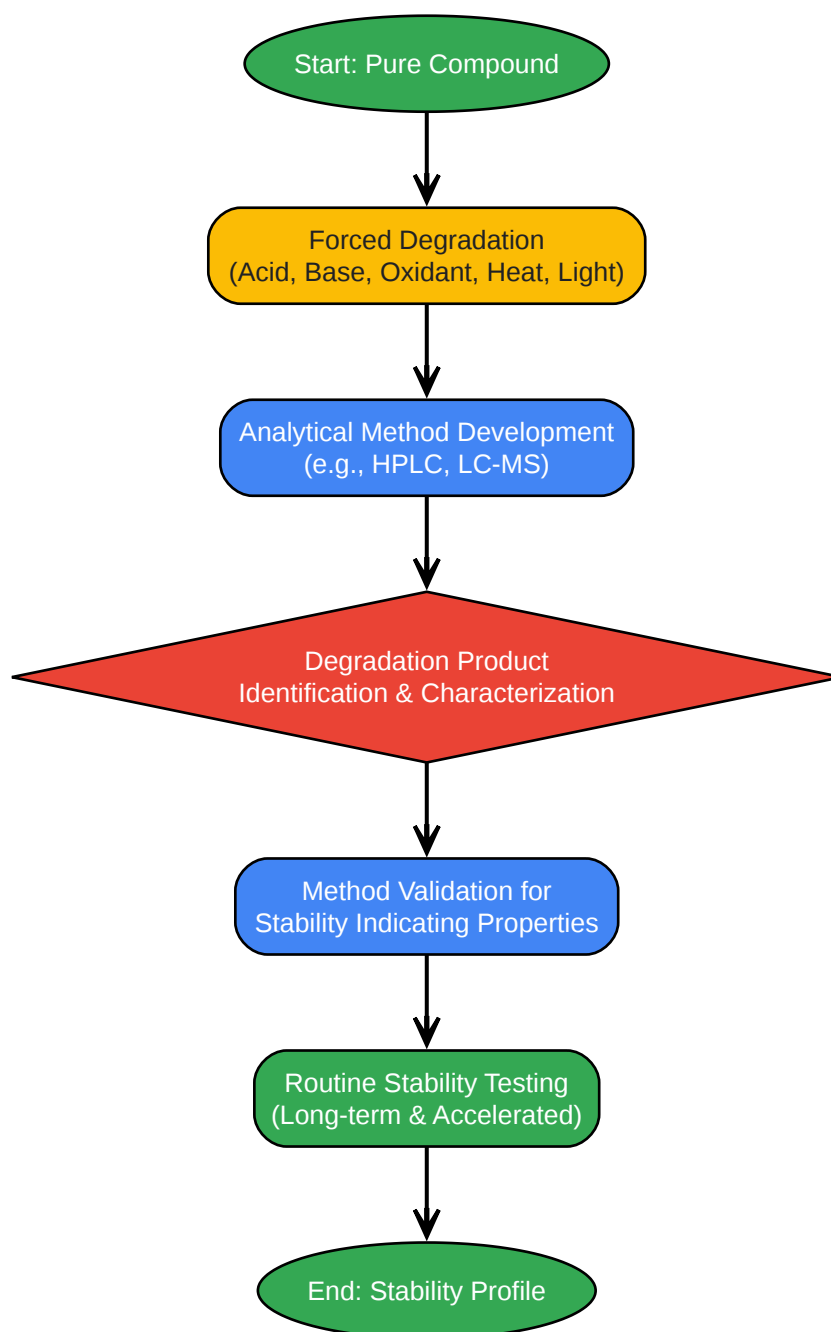 Start: Pure Compound
Forced Degradation
(Acid, Base, Oxidant, Heat, Light)
Analytical Method Development
(e.g., HPLC, LC-MS)
Degradation Product
Identification & Characterization
Method Validation for
Stability Indicating Properties
Routine Stability Testing
(Long-term & Accelerated)
End: Stability Profile